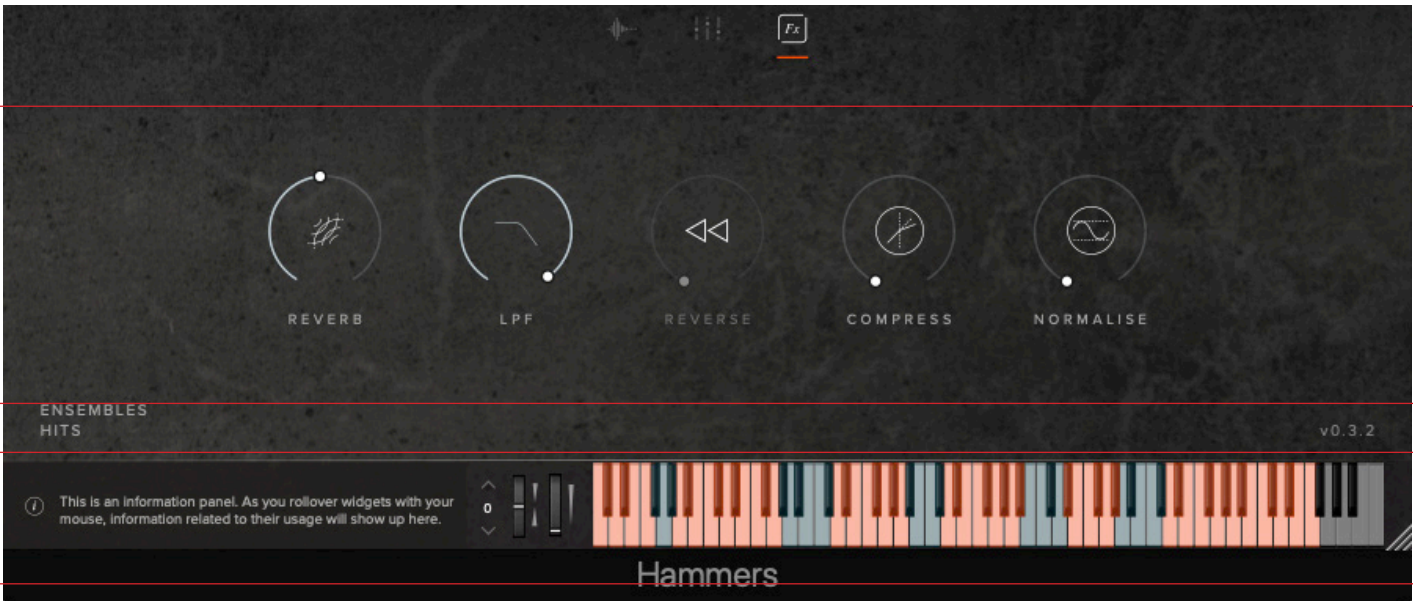 Fx
REVERB
LPF
REVERSE
COMPRESS
NORMALISE
ENSEMBLES
HITS
v0.3.2
i
This is an information panel. As you rollover widgets with your
mouse, information related to their usage will show up here.
0
Hammers